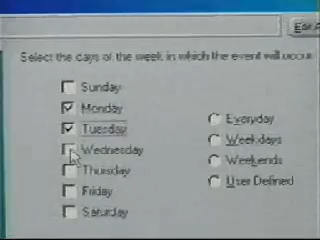 Edit
Select the days of the week in which the event will occur
Sunday
Monday
Tuesday
Wednesday
Thursday
Friday
Saturday
Everyday
Weekdays
Weekends
User Defined